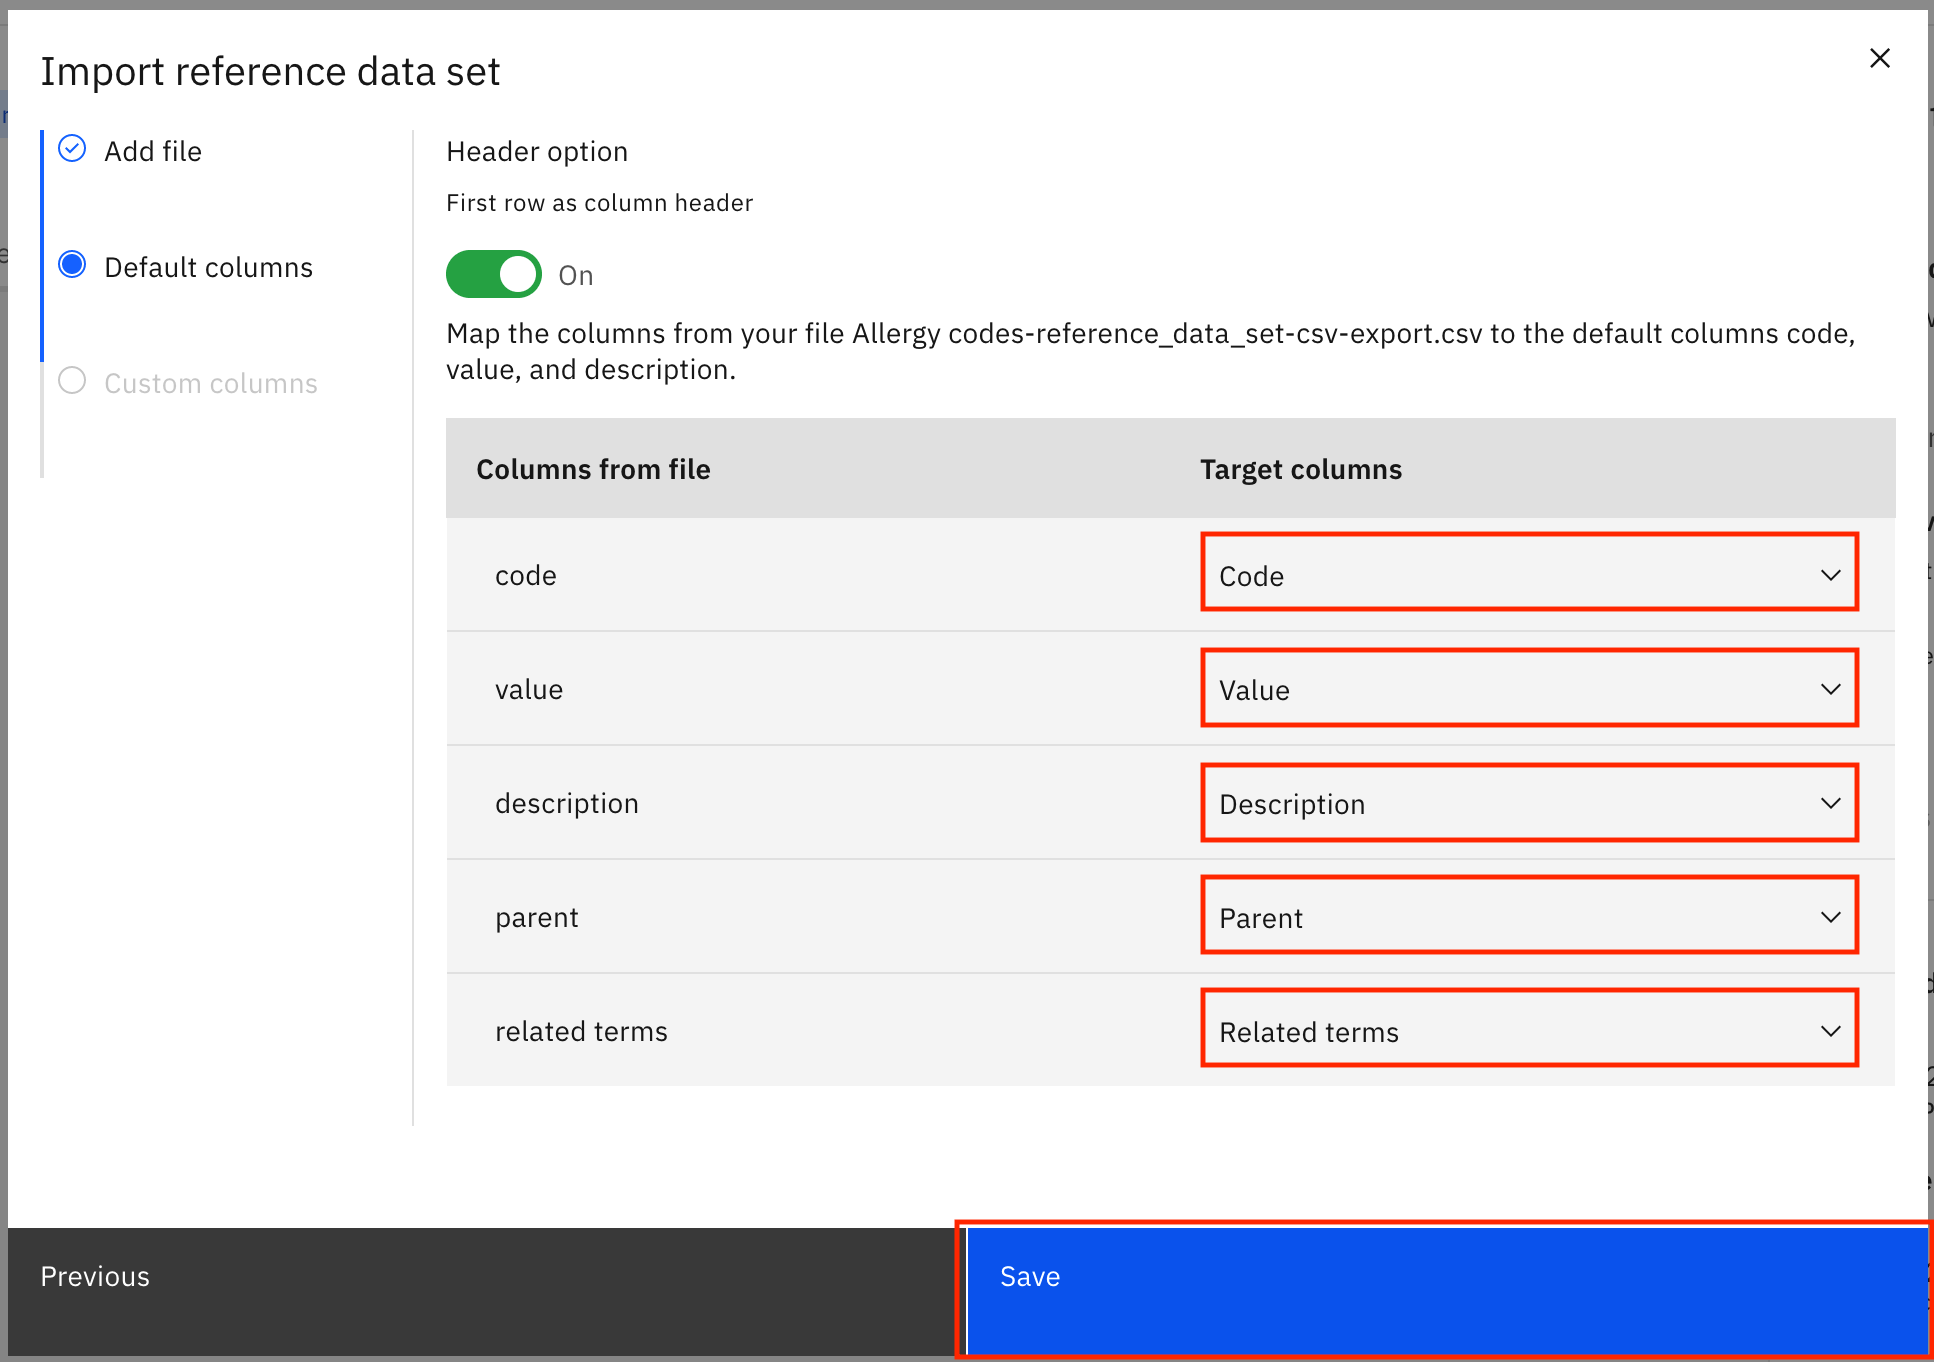 Import reference data set
Add file
Default columns
Custom columns
Header option
First row as column header
On
Map the columns from your file Allergy codes-reference_data_set-csv-export.csv to the default columns code,
value, and description.
Columns from file Target columns
code Code
value Value
description Description
parent Parent
related terms Related terms
Previous Save